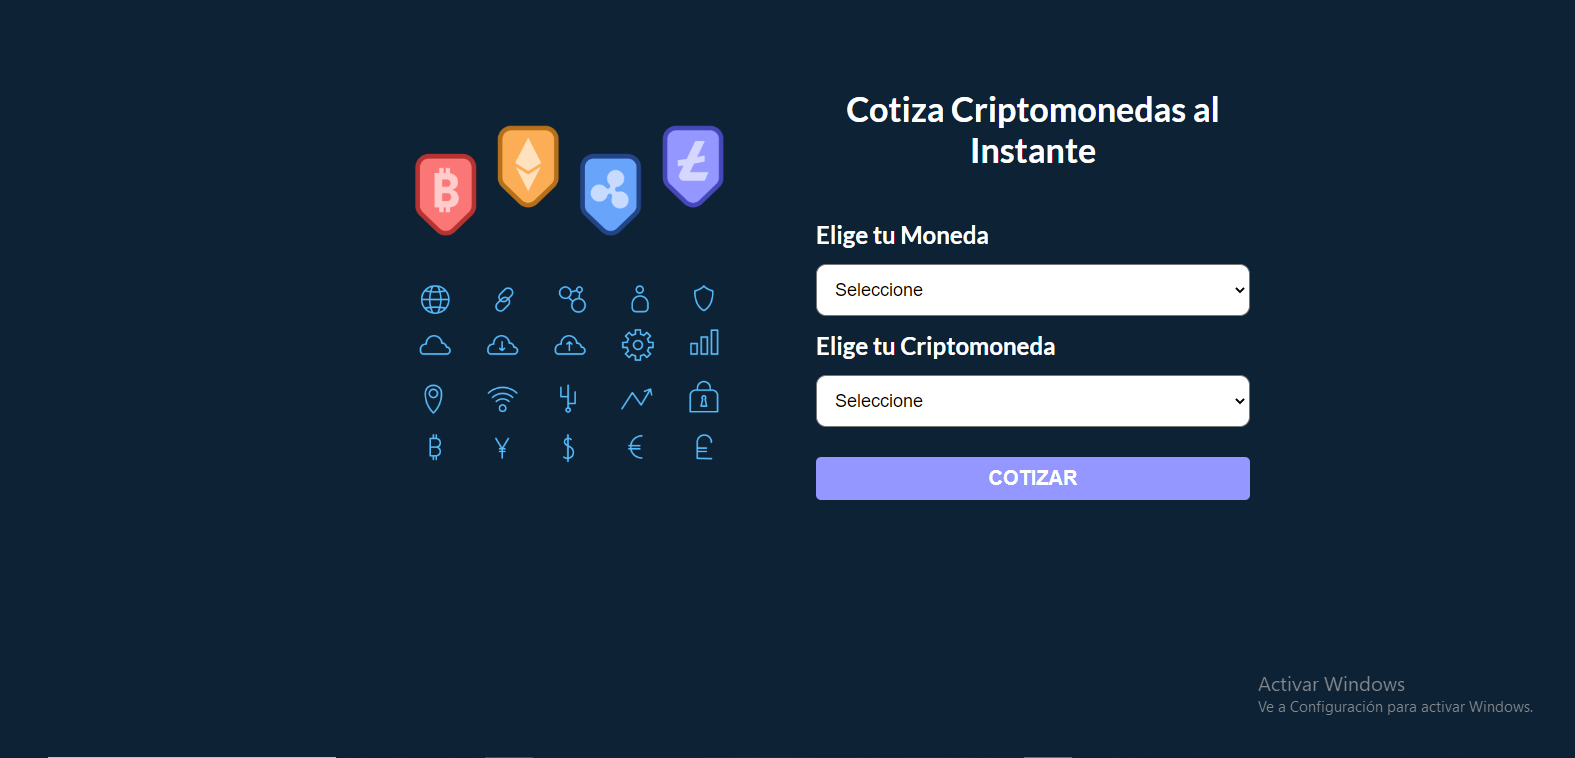 Cotiza Criptomonedas al
Instante
Elige tu Moneda
Seleccione
Elige tu Criptomoneda
Seleccione
COTIZAR
Activar Windows
Ve a Configuración para activar Windows.